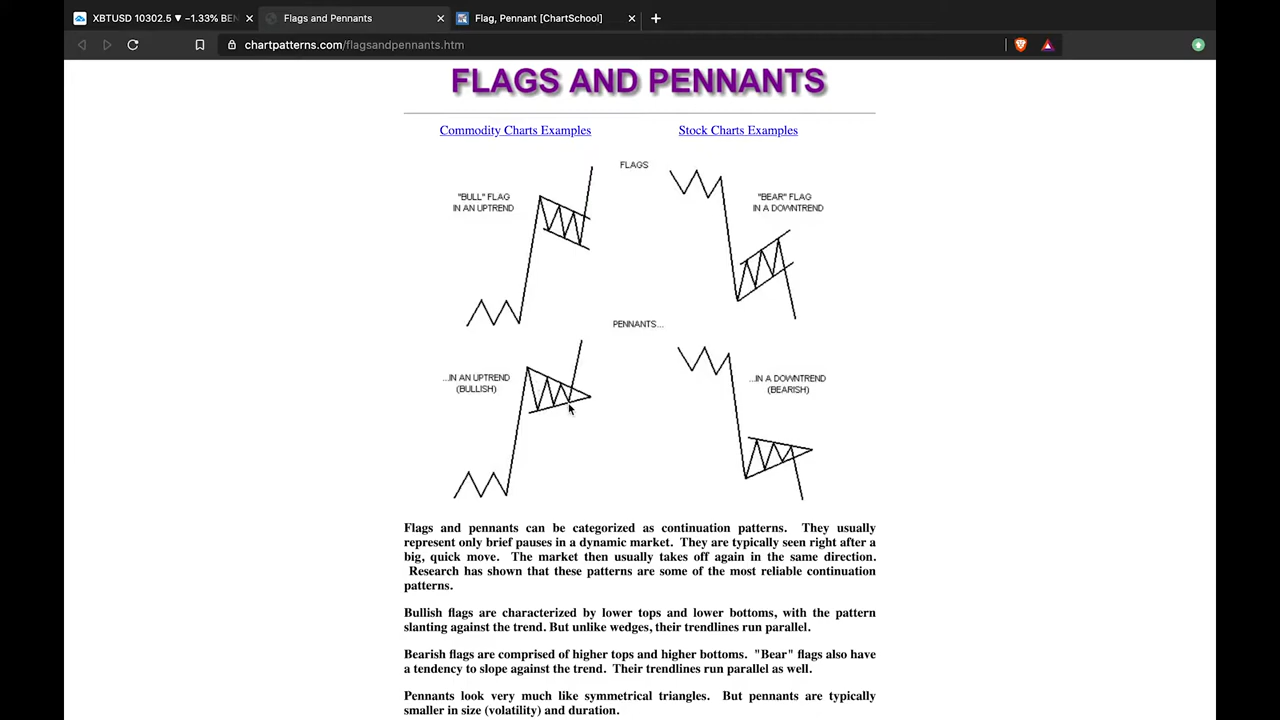 XBTUSD 10302.5 ▼ −1.33% BEN
Flags and Pennants
Flag, Pennant [ChartSchool]
chartpatterns.com/flagsandpennants.htm
FLAGS AND PENNANTS
Commodity Charts Examples
Stock Charts Examples
FLAGS
"BULL" FLAG
IN AN UPTREND
"BEAR" FLAG
IN A DOWNTREND
PENNANTS...
...IN AN UPTREND
(BULLISH)
...IN A DOWNTREND
(BEARISH)
Flags and pennants can be categorized as continuation patterns. They usually
represent only brief pauses in a dynamic market. They are typically seen right after a
big, quick move. The market then usually takes off again in the same direction.
Research has shown that these patterns are some of the most reliable continuation
patterns.
Bullish flags are characterized by lower tops and lower bottoms, with the pattern
slanting against the trend. But unlike wedges, their trendlines run parallel.
Bearish flags are comprised of higher tops and higher bottoms. "Bear" flags also have
a tendency to slope against the trend. Their trendlines run parallel as well.
Pennants look very much like symmetrical triangles. But pennants are typically
smaller in size (volatility) and duration.